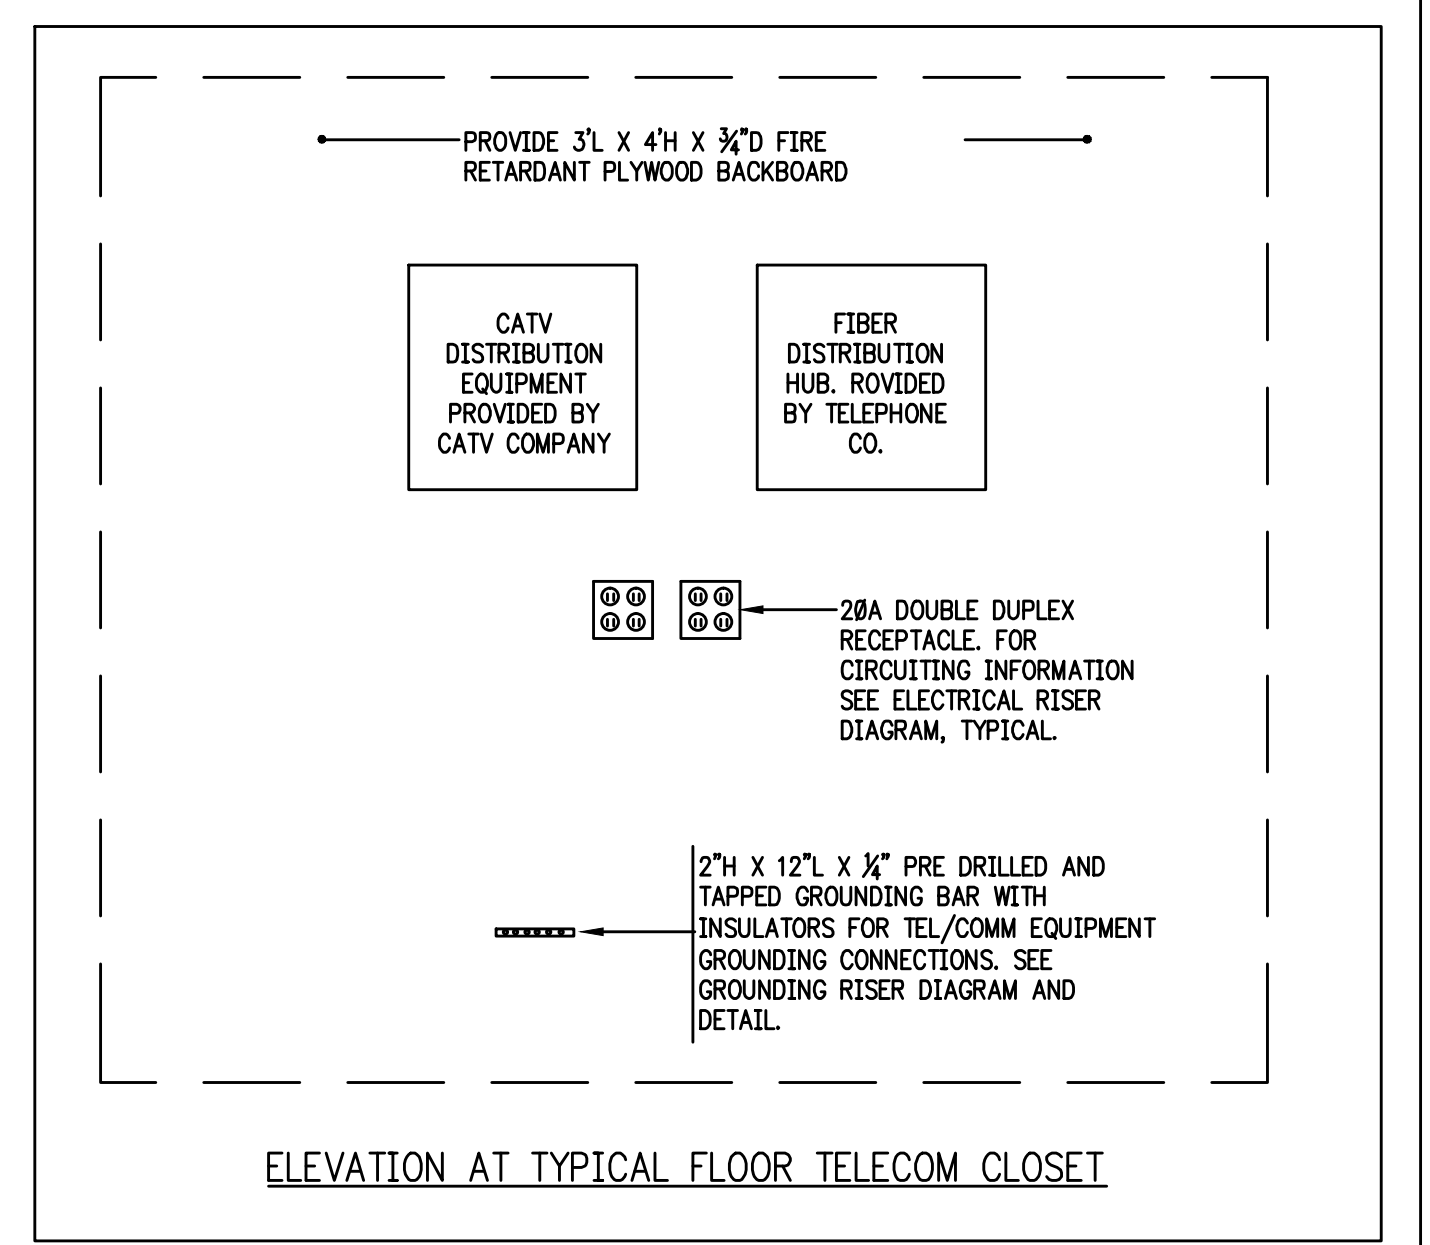 PROVIDE 3'L X 4'H X ¾"D FIRE
RETARDANT PLYWOOD BACKBOARD
CATV
DISTRIBUTION
EQUIPMENT
PROVIDED BY
CATV COMPANY
FIBER
DISTRIBUTION
HUB. ROVIDED
BY TELEPHONE
CO.
20A DOUBLE DUPLEX
RECEPTACLE. FOR
CIRCUITING INFORMATION
SEE ELECTRICAL RISER
DIAGRAM, TYPICAL.
2"H X 12"L X ¼" PRE DRILLED AND
TAPPED GROUNDING BAR WITH
INSULATORS FOR TEL/COMM EQUIPMENT
GROUNDING CONNECTIONS. SEE
GROUNDING RISER DIAGRAM AND
DETAIL.
ELEVATION AT TYPICAL FLOOR TELECOM CLOSET